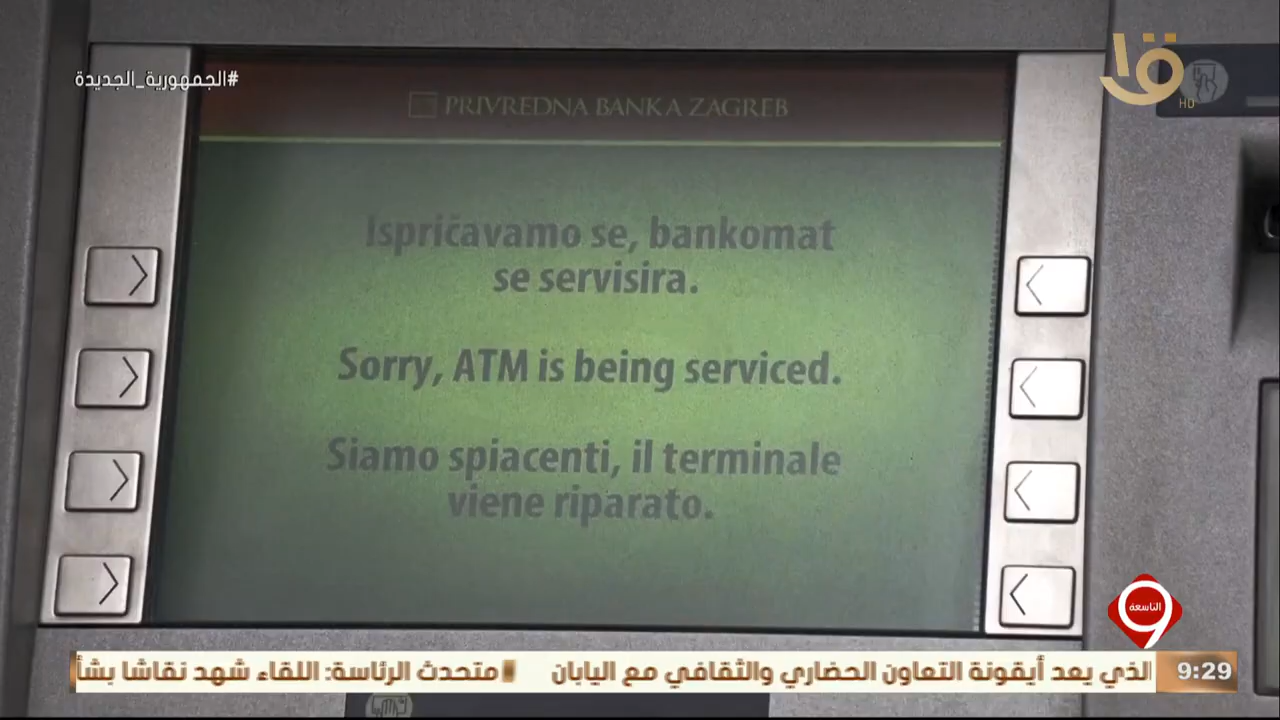 #الجمهورية_الجديدة
HD
PRIVREDNA BANKA ZAGREB
Ispričavamo se, bankomat
se servisira.
Sorry, ATM is being serviced.
Siamo spiacenti, il terminale
viene riparato.
التاسعة
9
9:29
الذي يعد أيقونة التعاون الحضاري والثقافي مع اليابان
متحدث الرئاسة: اللقاء شهد نقاشا بشأ